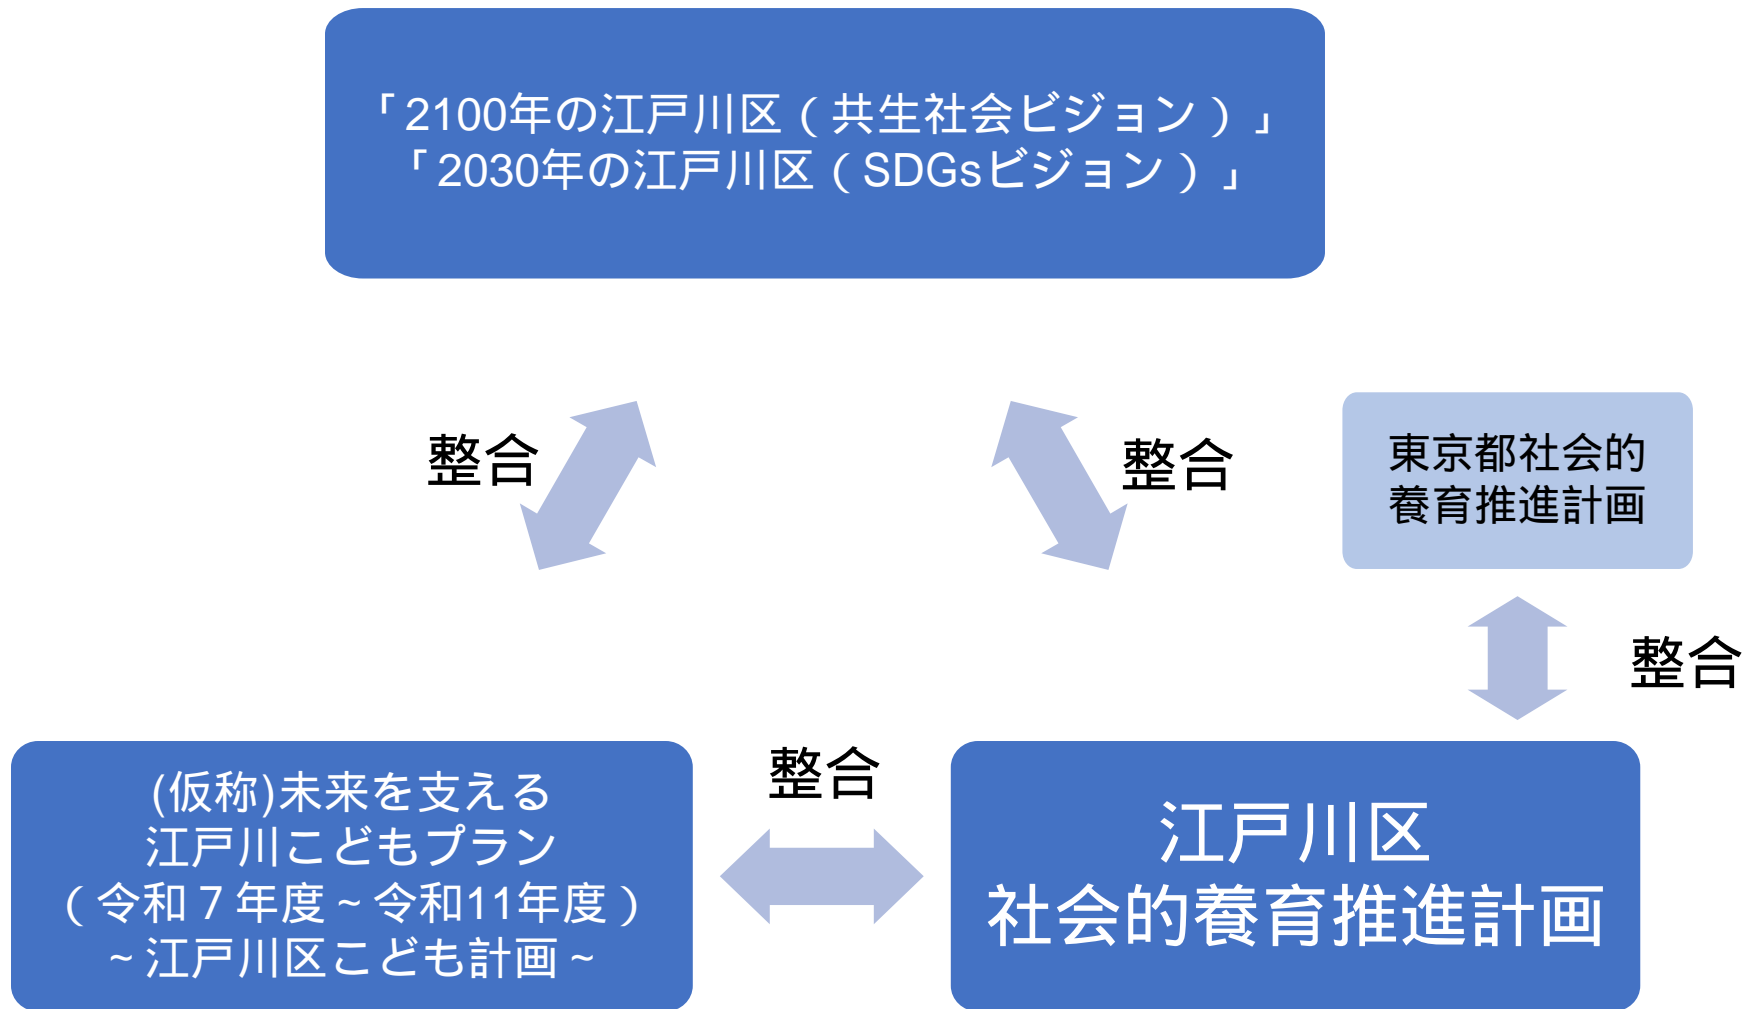 「2100年の江戸川区（共生社会ビジョン）」
「2030年の江戸川区（SDGsビジョン）」
整合
整合
東京都社会的
養育推進計画
整合
整合
(仮称)未来を支える
江戸川こどもプラン
（令和７年度~令和11年度）
~江戸川区こども計画~
江戸川区
社会的養育推進計画